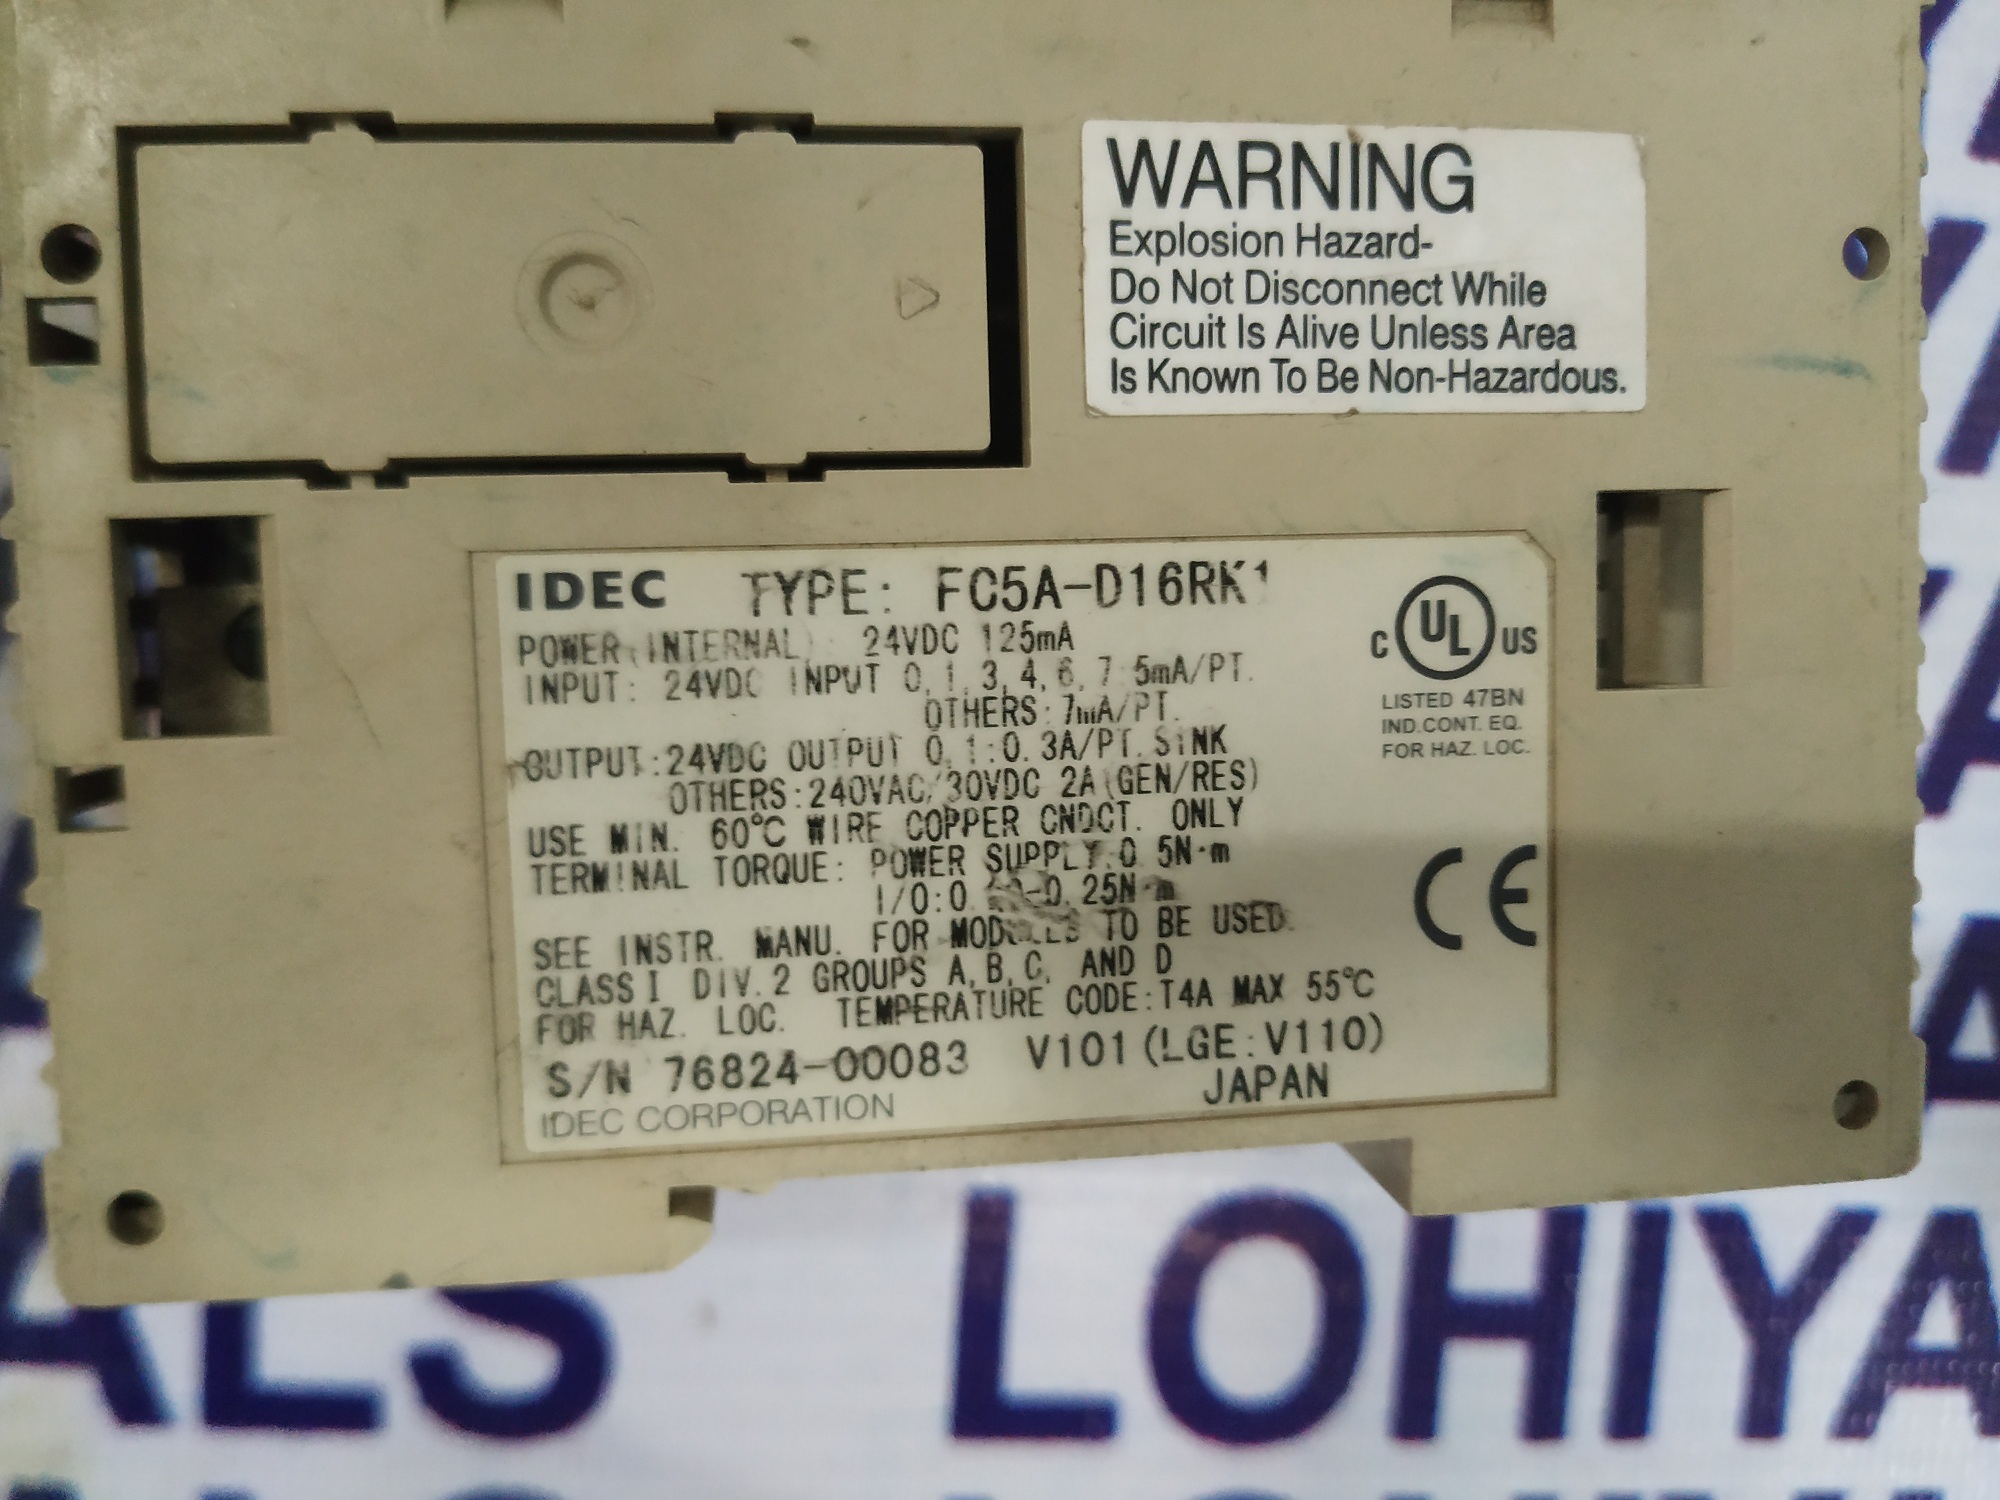 WARNING
Explosion Hazard-
Do Not Disconnect While
Circuit Is Alive Unless Area
Is Known To Be Non-Hazardous.
IDEC TYPE: FC5A-D16RK1
POWER(INTERNAL): 24VDC 125mA
INPUT: 24VDC INPUT 0, 1, 3, 4, 6, 7:5mA/PT.
OTHERS:7mA/PT.
OUTPUT:24VDC OUTPUT 0, 1:0. 3A/PT. SINK
OTHERS:240VAC/30VDC 2A(GEN/RES)
USE MIN. 60°C WIRE COPPER CNDCT. ONLY
TERMINAL TORQUE: POWER SUPPLY:0. 5N·m
I/O:0. 25N·m
SEE INSTR. MANU. FOR MODULES TO BE USED.
CLASS I DIV. 2 GROUPS A, B, C, AND D
FOR HAZ. LOC. TEMPERATURE CODE:T4A MAX 55°C
S/N 76824-00083 V101 (LGE:V110)
JAPAN
IDEC CORPORATION
C UL US
LISTED 47BN
IND.CONT. EQ.
FOR HAZ. LOC.
CE
ALS LOHIYA